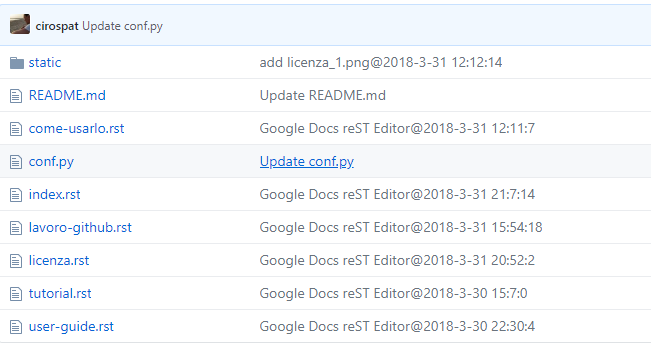 cirospat Update conf.py
static add licenza_1.png@2018-3-31 12:12:14
README.md Update README.md
come-usarlo.rst Google Docs reST Editor@2018-3-31 12:11:7
conf.py Update conf.py
index.rst Google Docs reST Editor@2018-3-31 21:7:14
lavoro-github.rst Google Docs reST Editor@2018-3-31 15:54:18
licenza.rst Google Docs reST Editor@2018-3-31 20:52:2
tutorial.rst Google Docs reST Editor@2018-3-30 15:7:0
user-guide.rst Google Docs reST Editor@2018-3-30 22:30:4